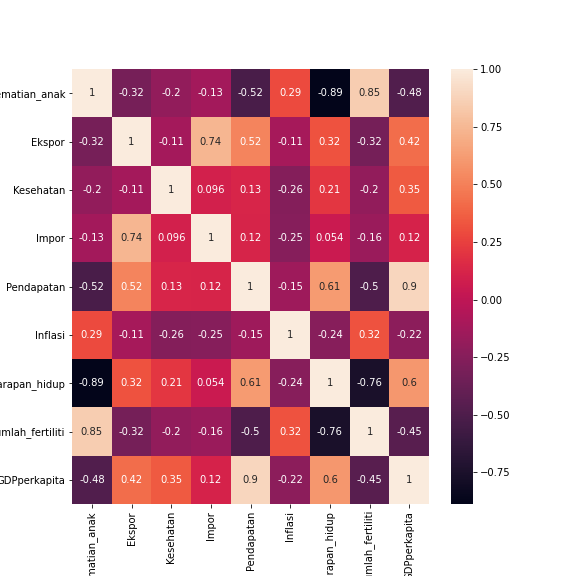 ematian_anak 1 -0.32 -0.2 -0.13 -0.52 0.29 -0.89 0.85 -0.48
Ekspor -0.32 1 -0.11 0.74 0.52 -0.11 0.32 -0.32 0.42
Kesehatan -0.2 -0.11 1 0.096 0.13 -0.26 0.21 -0.2 0.35
Impor -0.13 0.74 0.096 1 0.12 -0.25 0.054 -0.16 0.12
Pendapatan -0.52 0.52 0.13 0.12 1 -0.15 0.61 -0.5 0.9
Inflasi 0.29 -0.11 -0.26 -0.25 -0.15 1 -0.24 0.32 -0.22
arapan_hidup -0.89 0.32 0.21 0.054 0.61 -0.24 1 -0.76 0.6
umlah_fertiliti 0.85 -0.32 -0.2 -0.16 -0.5 0.32 -0.76 1 -0.45
GDPperkapita -0.48 0.42 0.35 0.12 0.9 -0.22 0.6 -0.45 1
matian_anak
Ekspor
Kesehatan
Impor
Pendapatan
Inflasi
rapan_hidup
mlah_fertiliti
GDPperkapita
1.00
0.75
0.50
0.25
0.00
−0.25
−0.50
−0.75